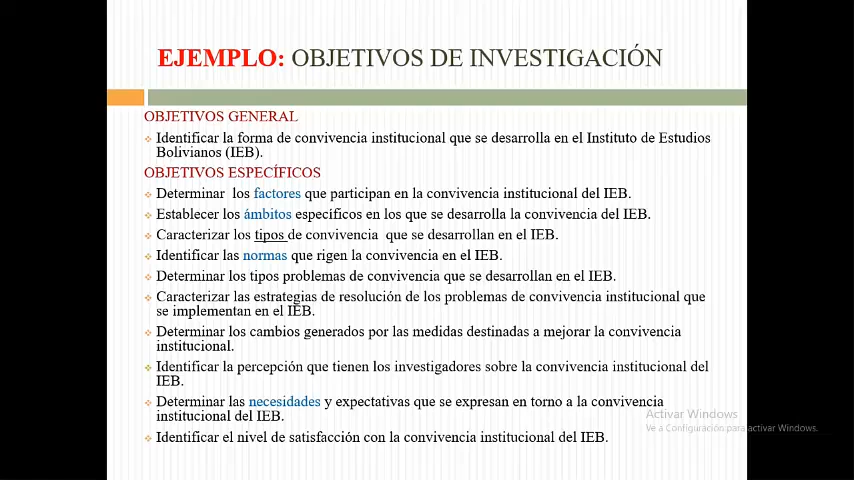 EJEMPLO: OBJETIVOS DE INVESTIGACIÓN
OBJETIVOS GENERAL
Identificar la forma de convivencia institucional que se desarrolla en el Instituto de Estudios
Bolivianos (IEB).
OBJETIVOS ESPECÍFICOS
Determinar los factores que participan en la convivencia institucional del IEB.
Establecer los ámbitos específicos en los que se desarrolla la convivencia del IEB.
Caracterizar los tipos de convivencia que se desarrollan en el IEB.
Identificar las normas que rigen la convivencia en el IEB.
Determinar los tipos problemas de convivencia que se desarrollan en el IEB.
Caracterizar las estrategias de resolución de los problemas de convivencia institucional que
se implementan en el IEB.
Determinar los cambios generados por las medidas destinadas a mejorar la convivencia
institucional.
Identificar la percepción que tienen los investigadores sobre la convivencia institucional del
IEB.
Determinar las necesidades y expectativas que se expresan en torno a la convivencia
institucional del IEB.
Identificar el nivel de satisfacción con la convivencia institucional del IEB.
Activar Windows
Ve a Configuración para activar Windows.